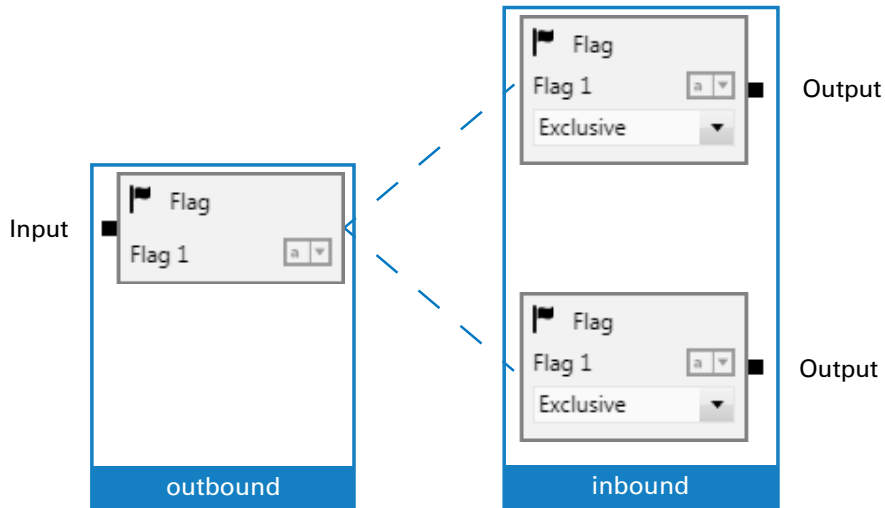 Input
Flag
Flag 1
a
outbound
Flag
Flag 1
a
Exclusive
Output
Flag
Flag 1
a
Exclusive
Output
inbound